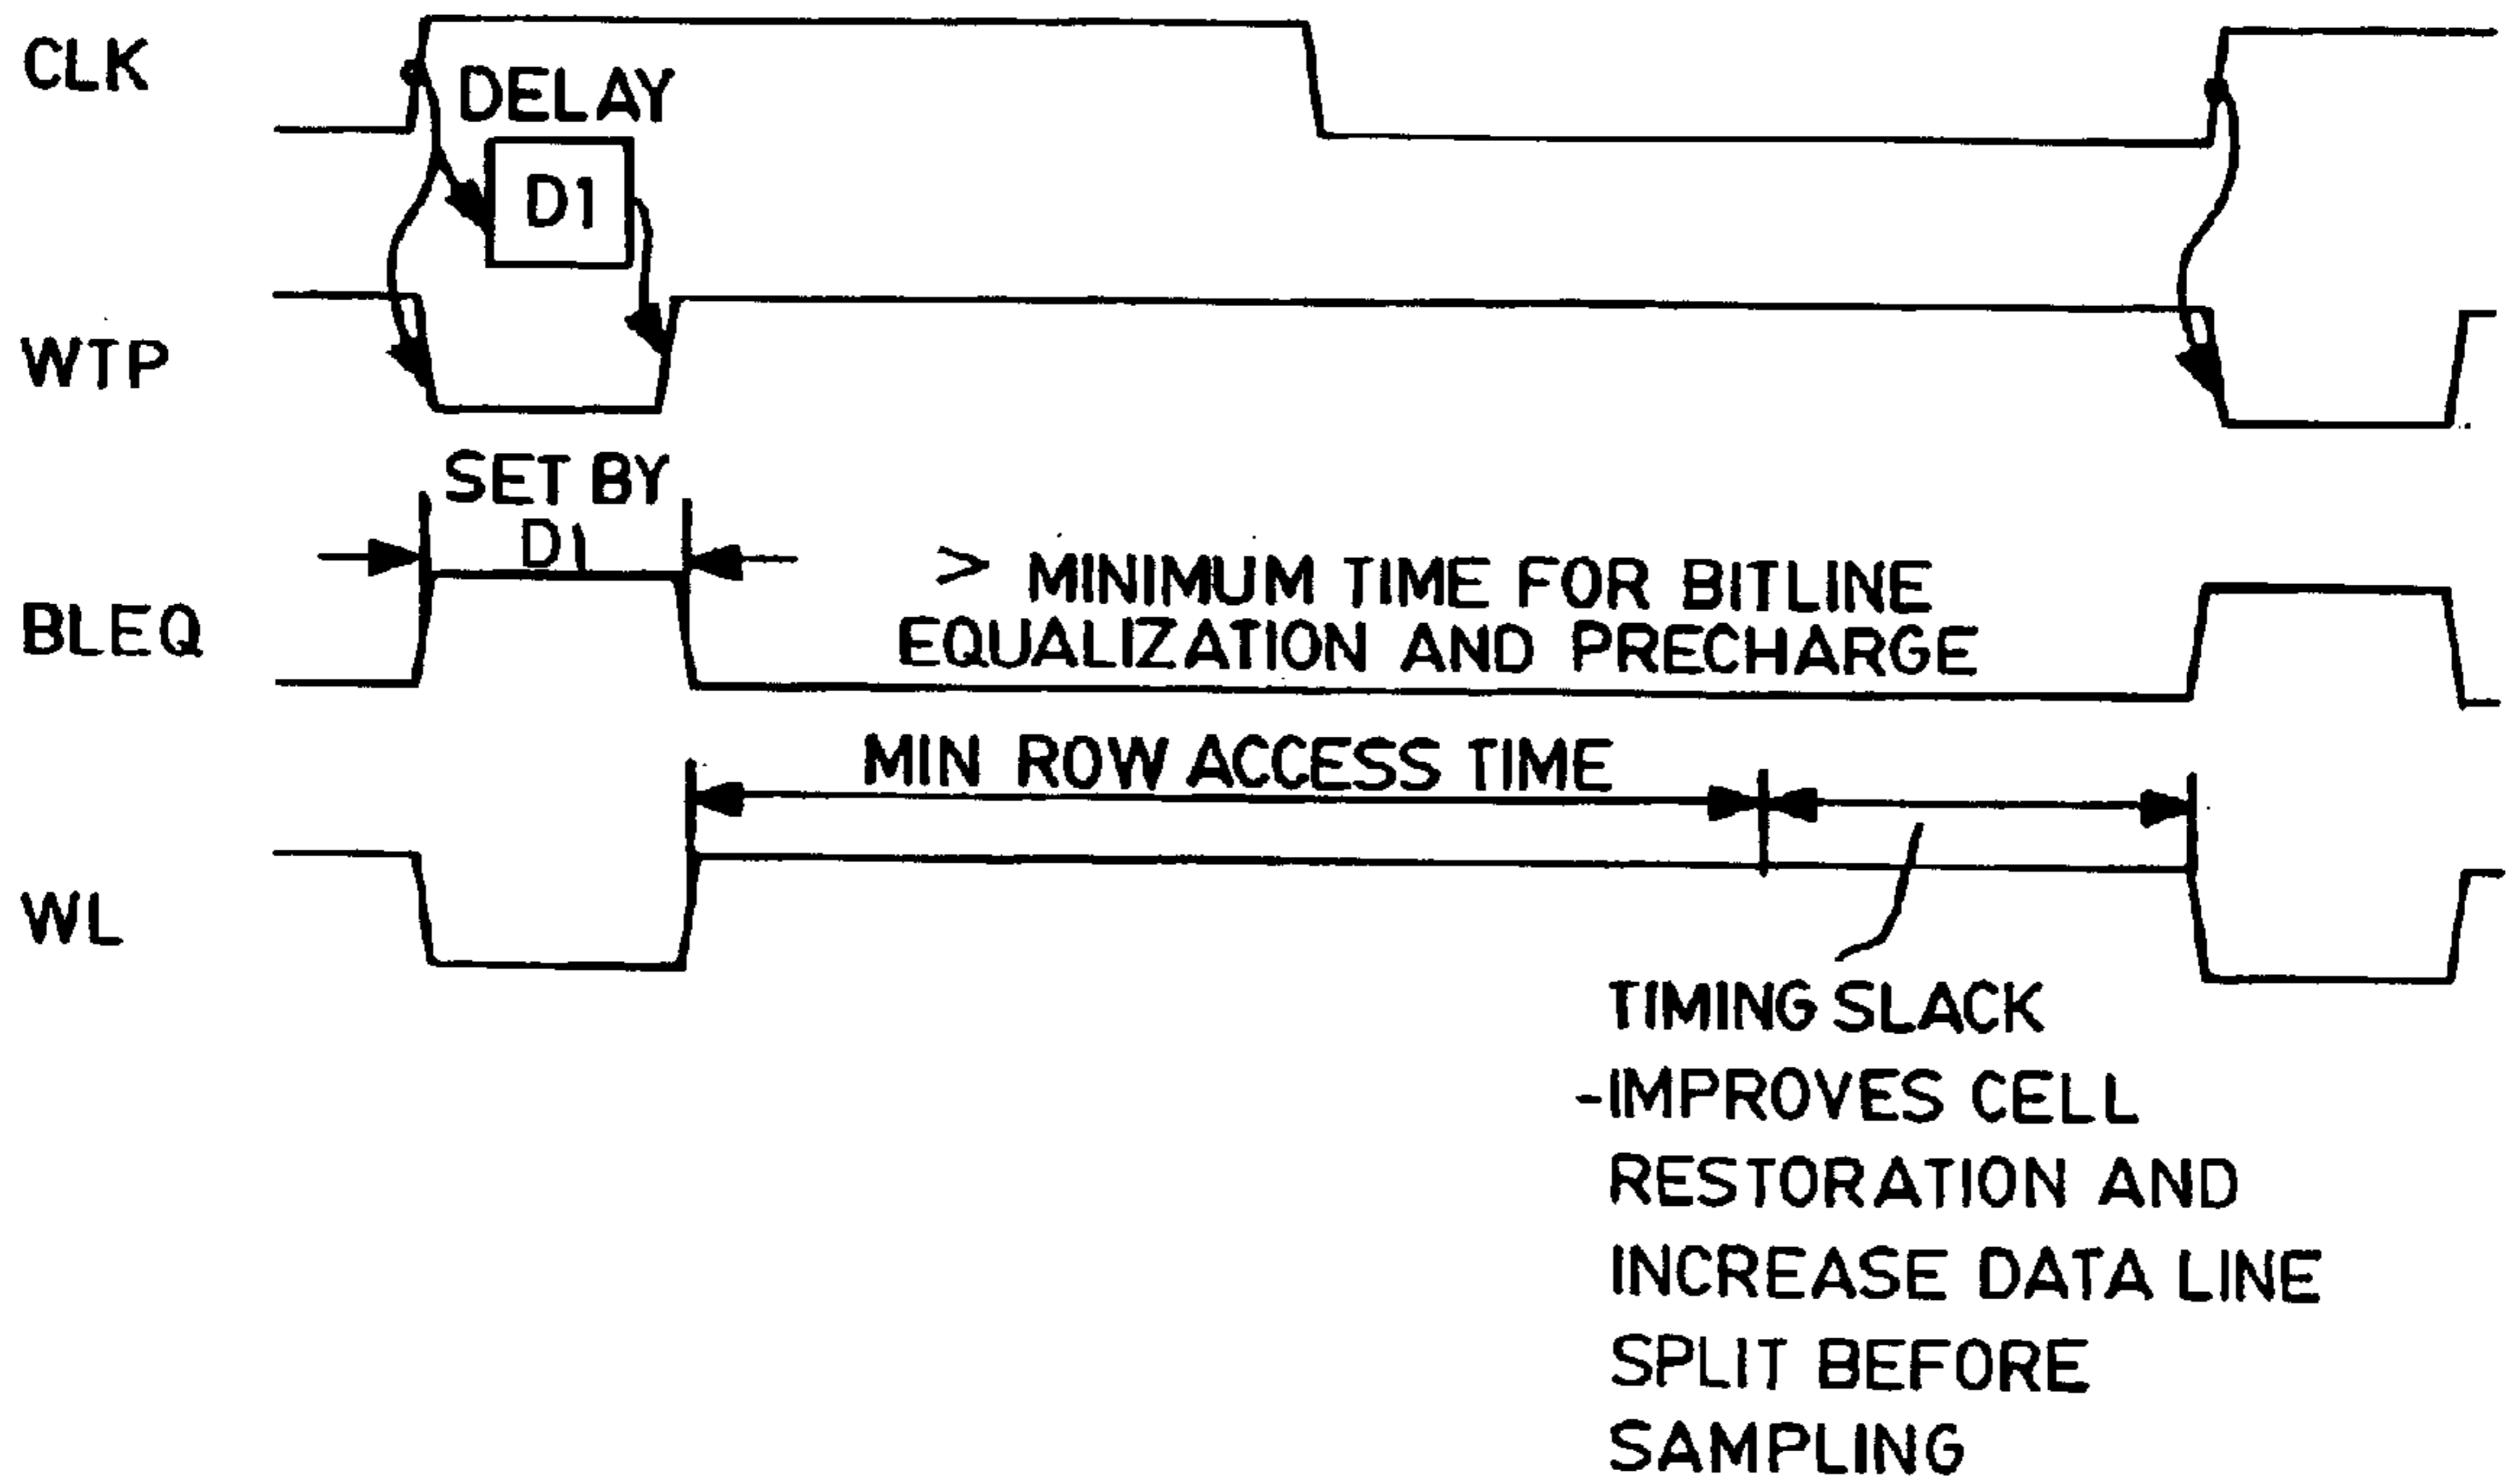 CLK
DELAY
D1
WTP
SET BY
D1
BLEQ
> MINIMUM TIME FOR BITLINE
EQUALIZATION AND PRECHARGE
MIN ROW ACCESS TIME
WL
TIMING SLACK
-IMPROVES CELL
RESTORATION AND
INCREASE DATA LINE
SPLIT BEFORE
SAMPLING